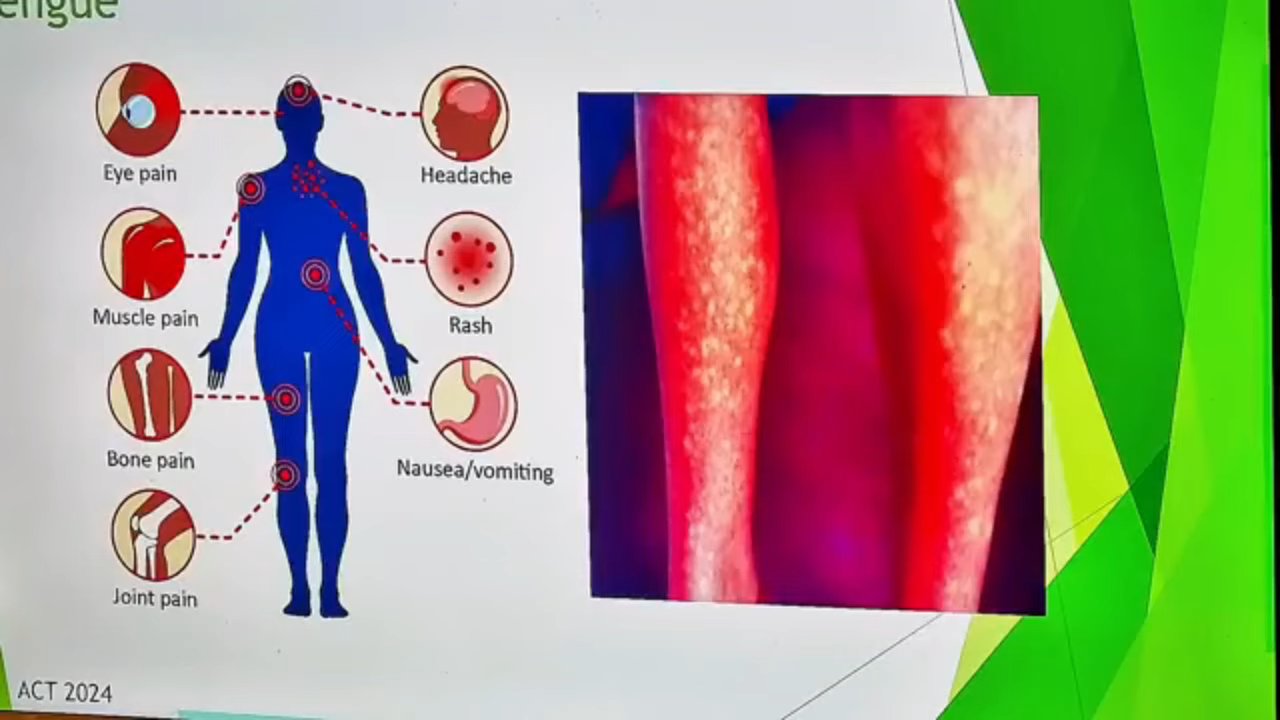 engue
Eye pain
Headache
Muscle pain
Rash
Bone pain
Nausea/vomiting
Joint pain
ACT 2024